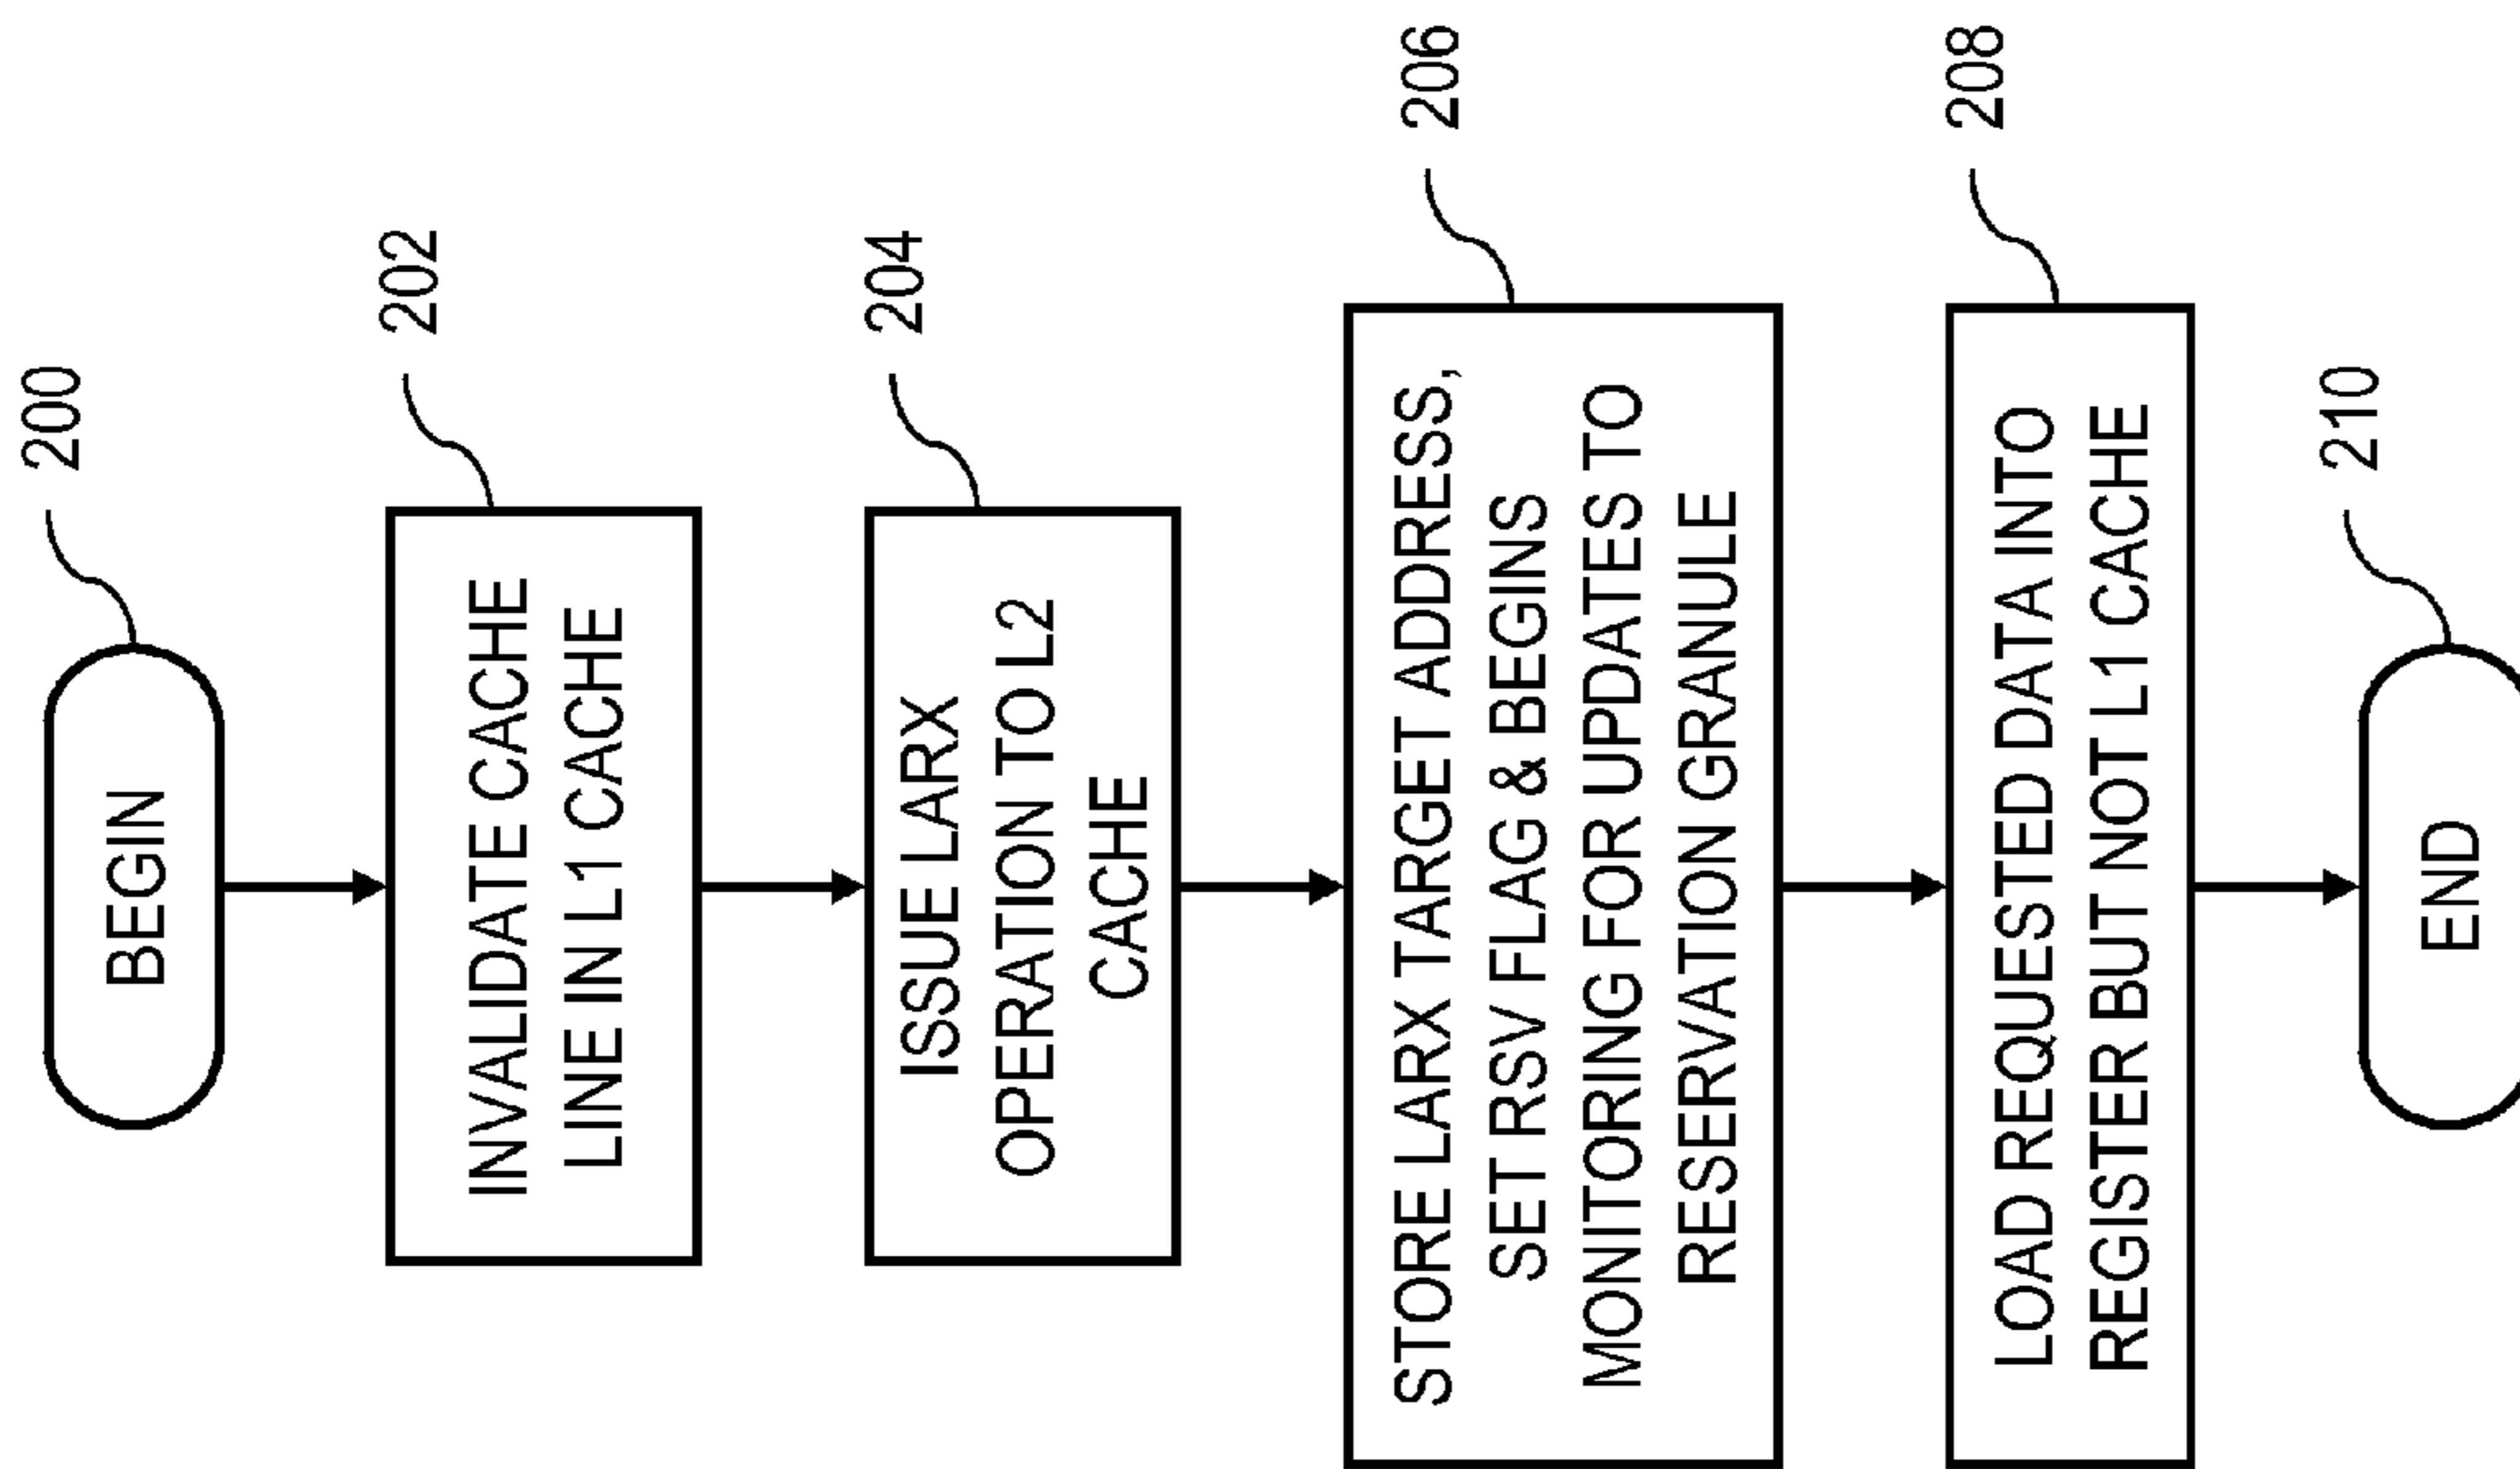 200
BEGIN
202
INVALIDATE CACHE
LINE IN L1 CACHE
204
ISSUE LARX
OPERATION TO L2
CACHE
206
STORE LARX TARGET ADDRESS,
SET RSV FLAG & BEGINS
MONITORING FOR UPDATES TO
RESERVATION GRANULE
208
LOAD REQUESTED DATA INTO
REGISTER BUT NOT L1 CACHE
210
END